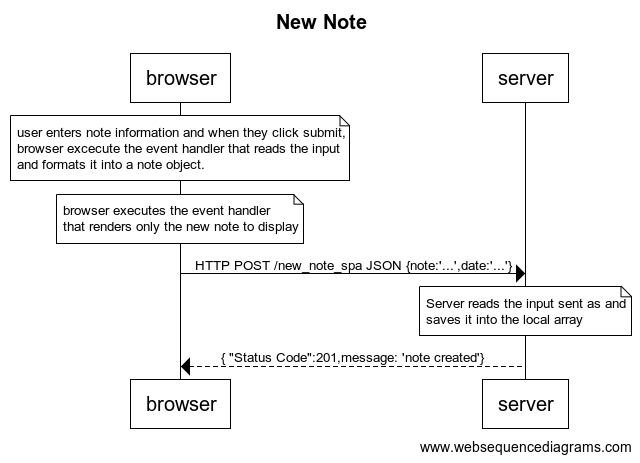 New Note
browser
server
user enters note information and when they click submit,
browser excecute the event handler that reads the input
and formats it into a note object.
browser executes the event handler
that renders only the new note to display
HTTP POST /new_note_spa JSON {note:'...',date:'...'}
Server reads the input sent as and
saves it into the local array
{ "Status Code":201,message: 'note created'}
browser
server
www.websequencediagrams.com